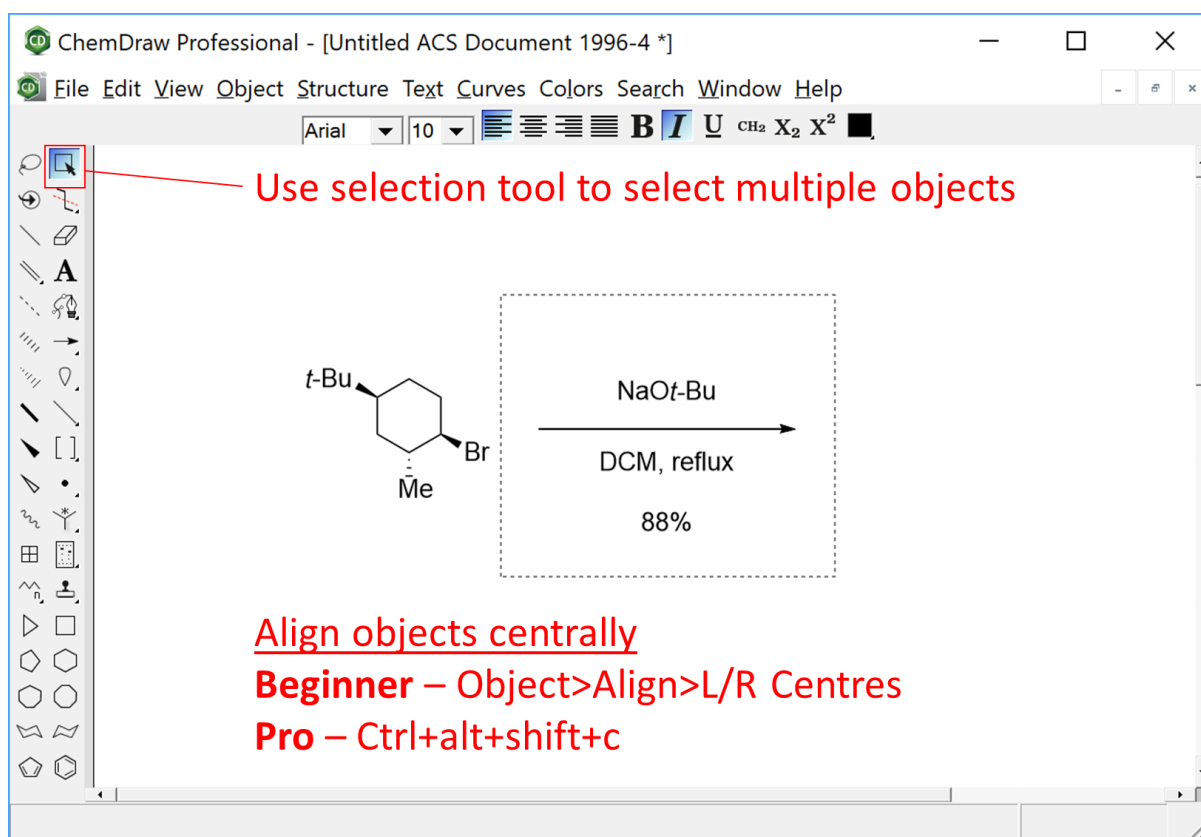 ChemDraw Professional - [Untitled ACS Document 1996-4 *]
File Edit View Object Structure Text Curves Colors Search Window Help
Arial 10 B I U CH₂ X₂ X²
Use selection tool to select multiple objects
A
t-Bu
NaOt-Bu
Br
DCM, reflux
Me
88%
n
Align objects centrally
Beginner – Object>Align>L/R Centres
Pro – Ctrl+alt+shift+c